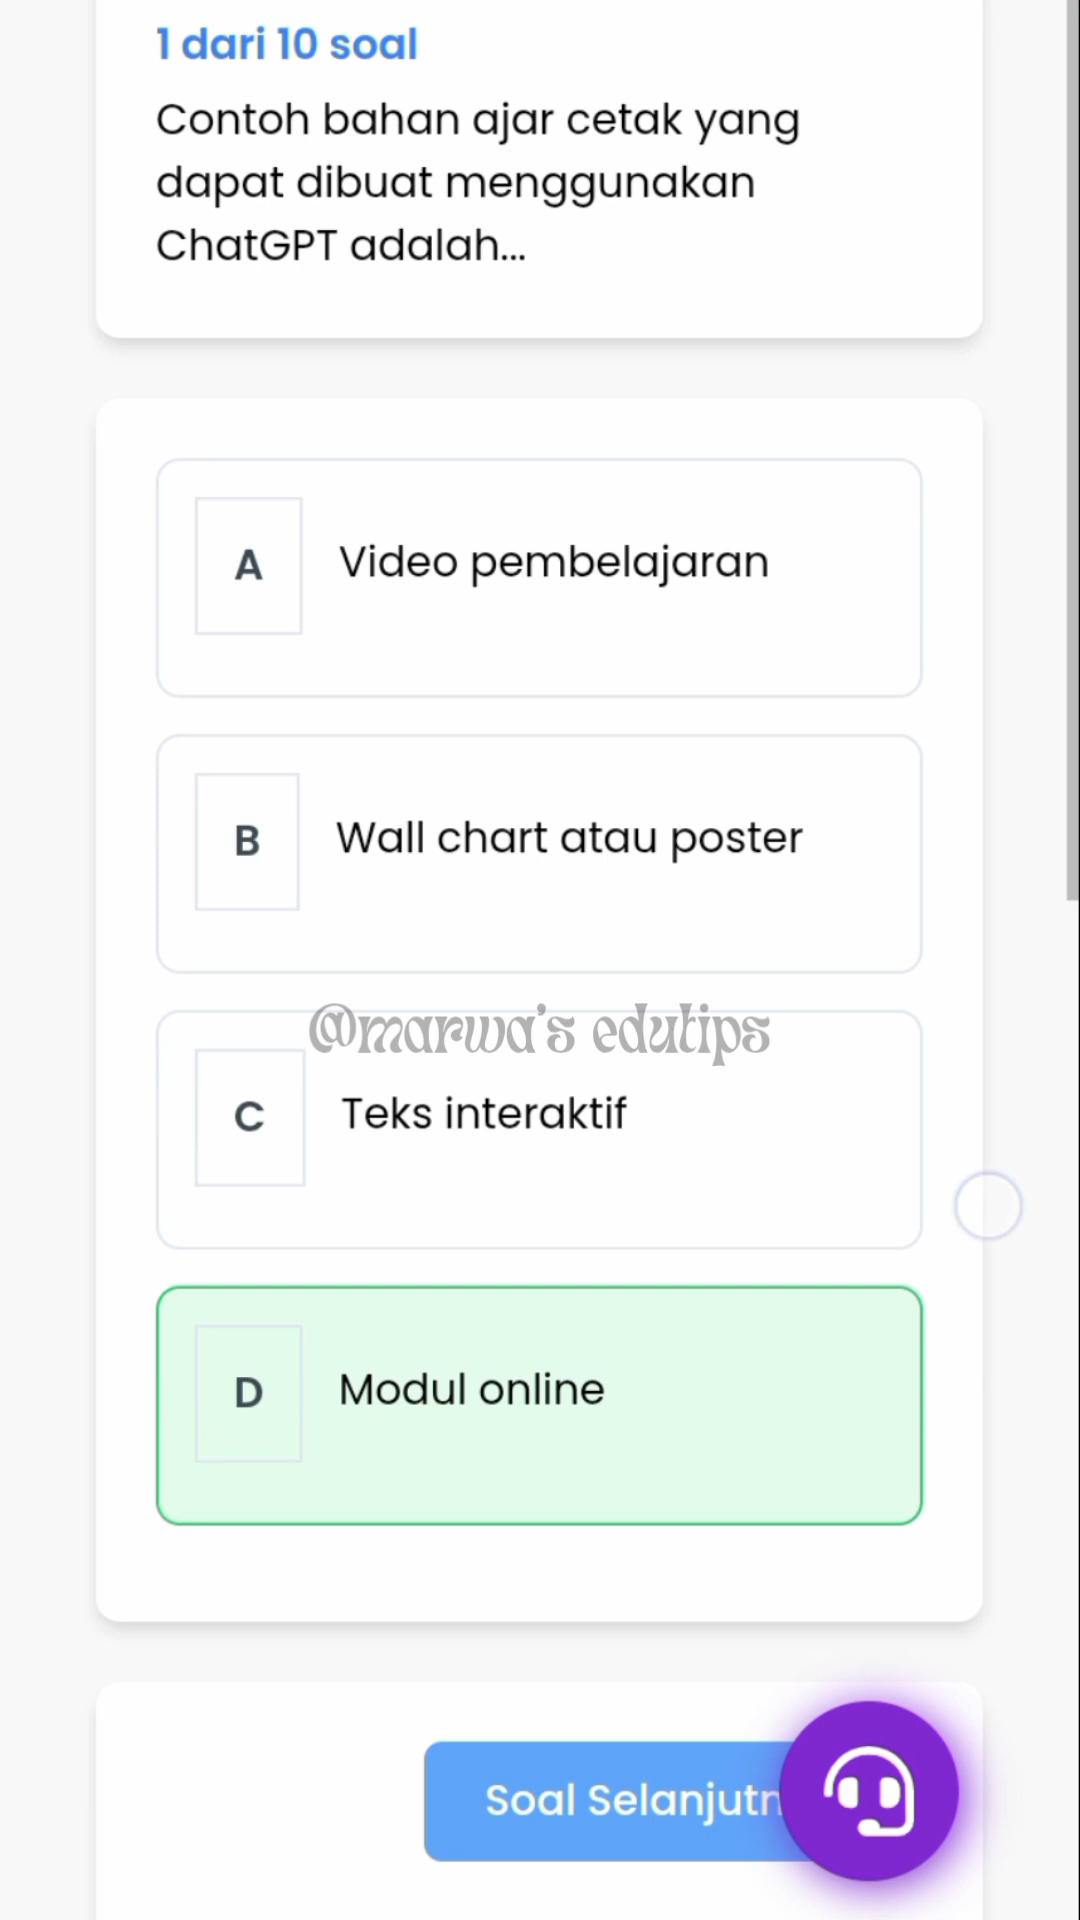 1 dari 10 soal
Contoh bahan ajar cetak yang
dapat dibuat menggunakan
ChatGPT adalah...
A Video pembelajaran
B Wall chart atau poster
@marwa's edutips
C Teks interaktif
D Modul online
Soal